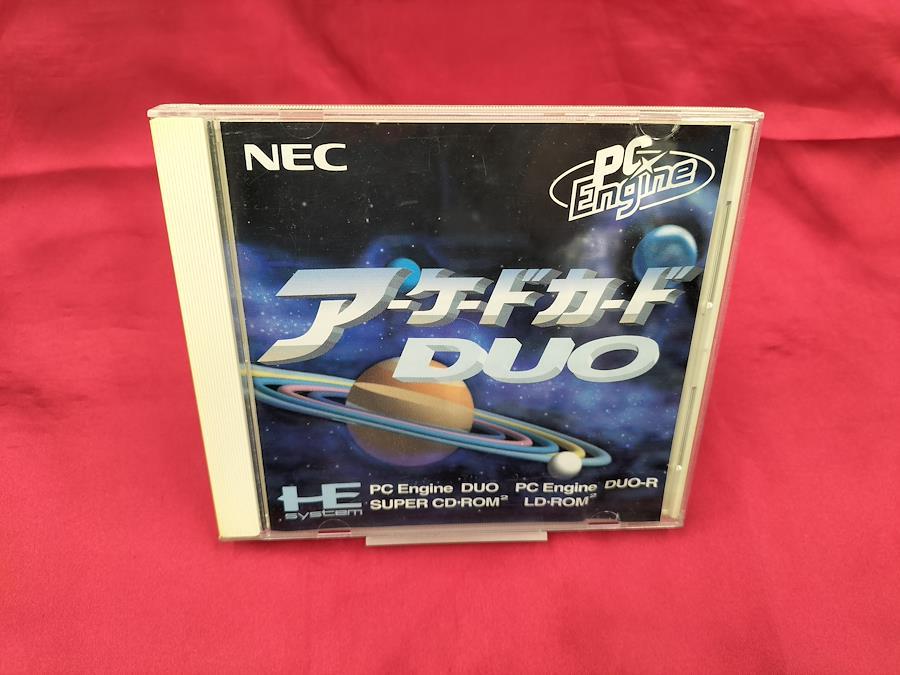 NEC
PC Engine
アーケードカード
DUO
HE system
PC Engine DUO PC Engine DUO-R
SUPER CD・ROM² LD・ROM²